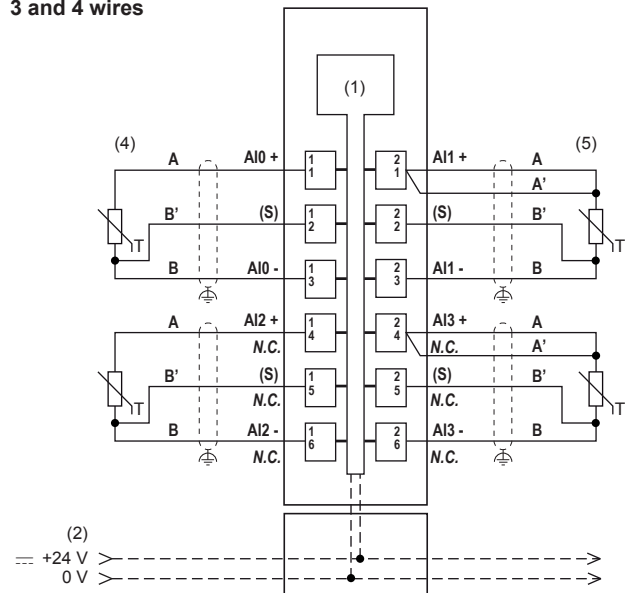 3 and 4 wires
(1)
(4)
(5)
A AI0 + 1 1 2 1 AI1 + A
A'
B' (S) 1 2 2 2 (S) B'
T T
B AI0 - 1 3 2 3 AI1 - B
A AI2 + 1 4 2 4 AI3 + A
N.C. N.C. A'
B' (S) 1 5 2 5 (S) B'
T N.C. N.C. T
B AI2 - 1 6 2 6 AI3 - B
N.C. N.C.
(2)
+24 V
0 V